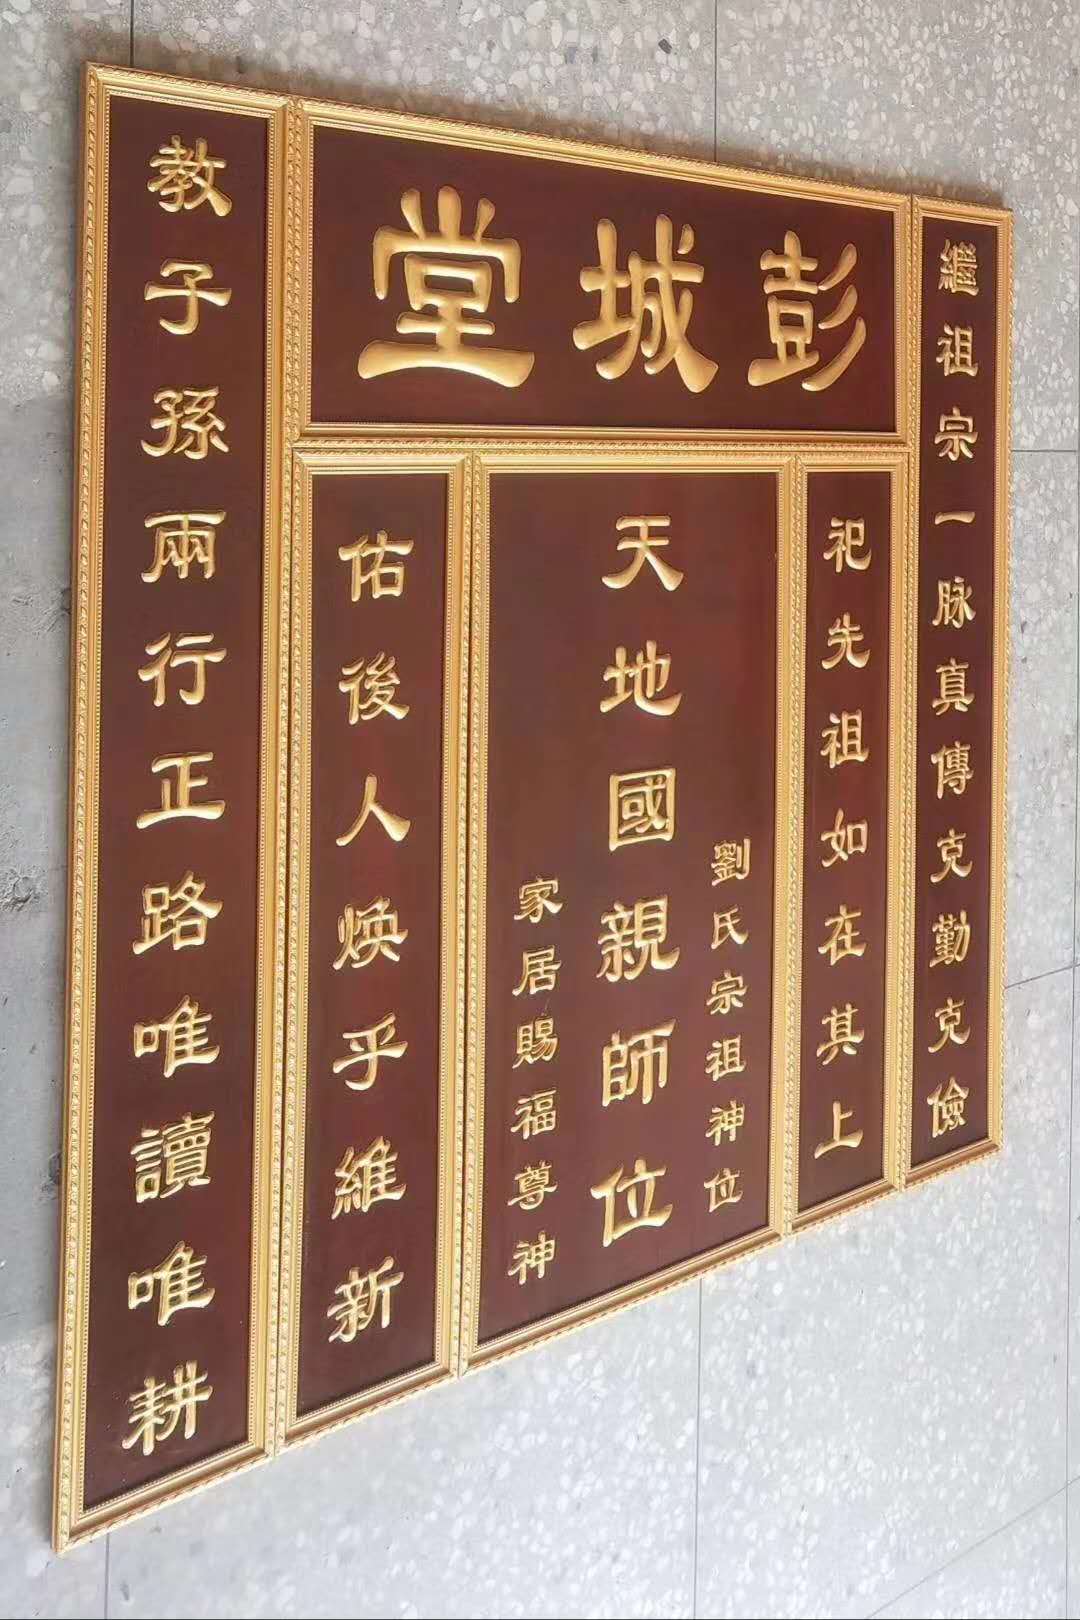 彭城堂
繼祖宗一脉真傳克勤克儉
教子孫兩行正路唯讀唯耕
祀先祖如在其上
佑後人焕乎維新
劉氏宗祖神位
天地國親師位
家居賜福尊神